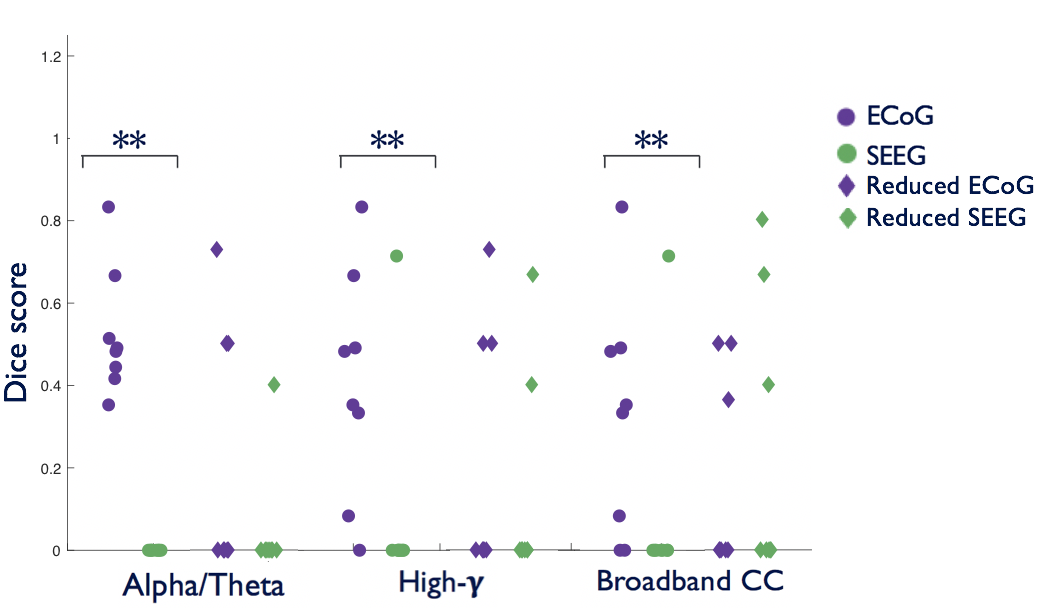 1.2
1
0.8
0.6
0.4
0.2
0
Dice score
** ** **
ECoG
SEEG
Reduced ECoG
Reduced SEEG
Alpha/Theta High-γ Broadband CC